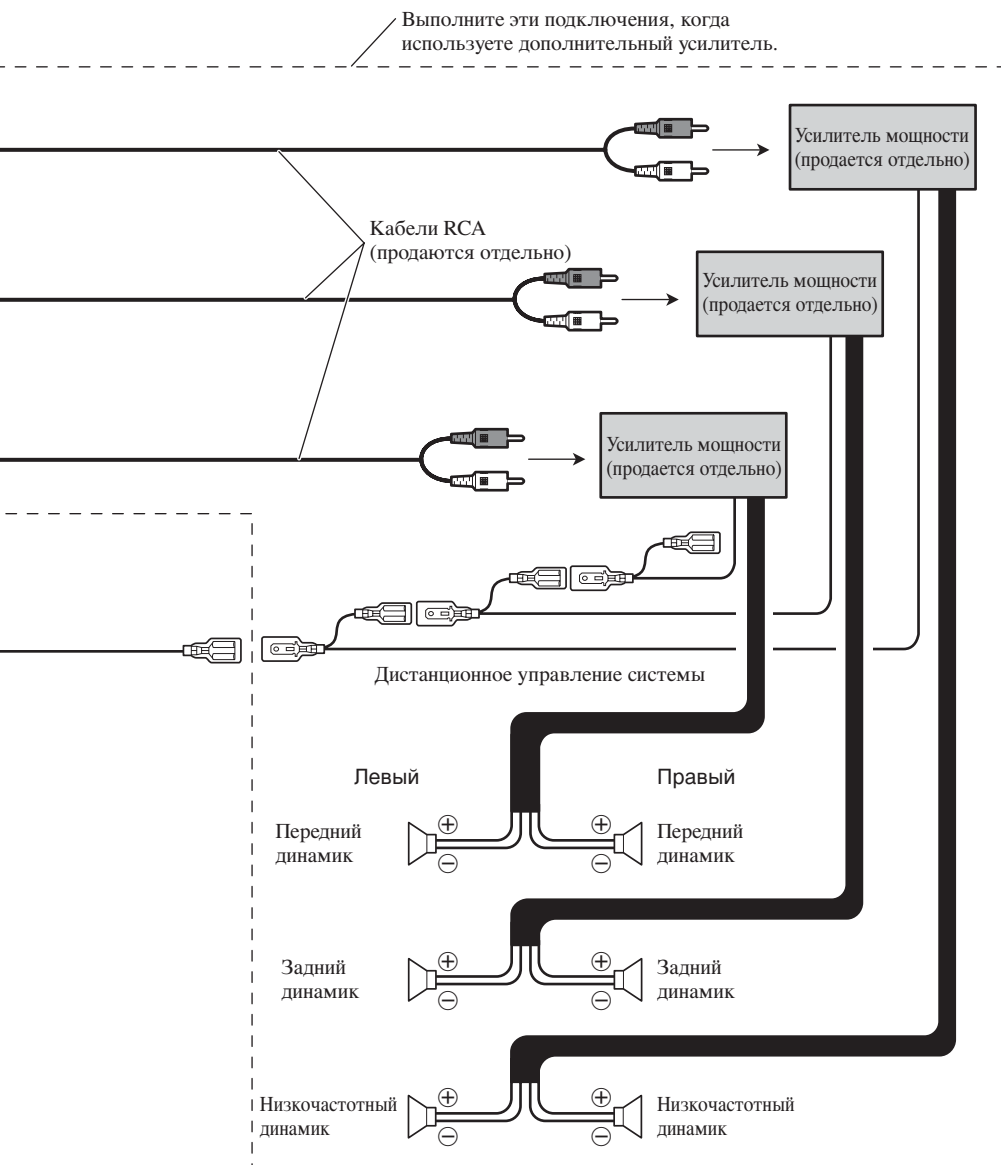 Выполните эти подключения, когда
используете дополнительный усилитель.
Усилитель мощности
(продается отдельно)
Кабели RCA
(продаются отдельно)
Усилитель мощности
(продается отдельно)
Усилитель мощности
(продается отдельно)
Дистанционное управление системы
Левый
Правый
Передний
динамик
Передний
динамик
Задний
динамик
Задний
динамик
Низкочастотный
динамик
Низкочастотный
динамик